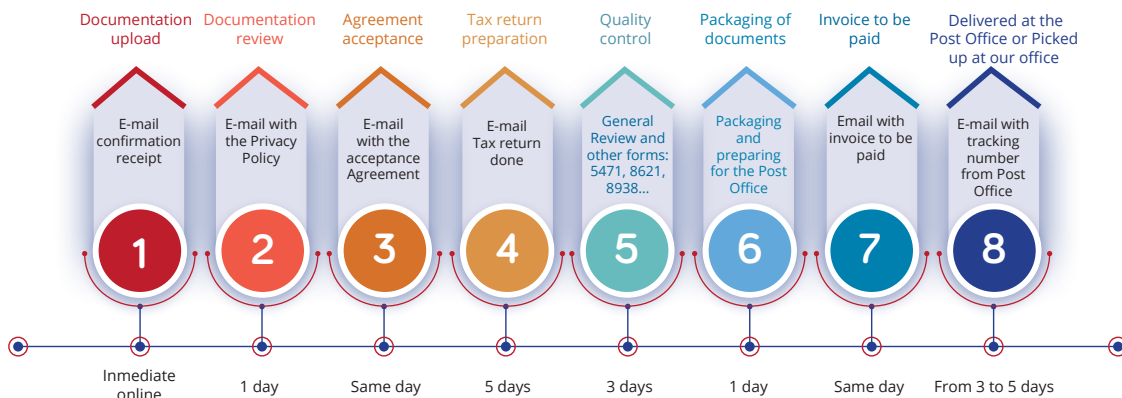 Documentation
upload
Documentation
review
Agreement
acceptance
Tax return
preparation
Quality
control
Packaging of
documents
Invoice to be
paid
Delivered at the
Post Office or Picked
up at our office
E-mail
confirmation
receipt
E-mail with
the Privacy
Policy
E-mail
with the
acceptance
Agreement
E-mail
Tax return
done
General
Review and
other forms:
5471, 8621,
8938...
Packaging
and
preparing
for the Post
Office
Email with
invoice to be
paid
E-mail with
tracking
number
from Post
Office
1
2
3
4
5
6
7
8
Inmediate
online
1 day
Same day
5 days
3 days
1 day
Same day
From 3 to 5 days